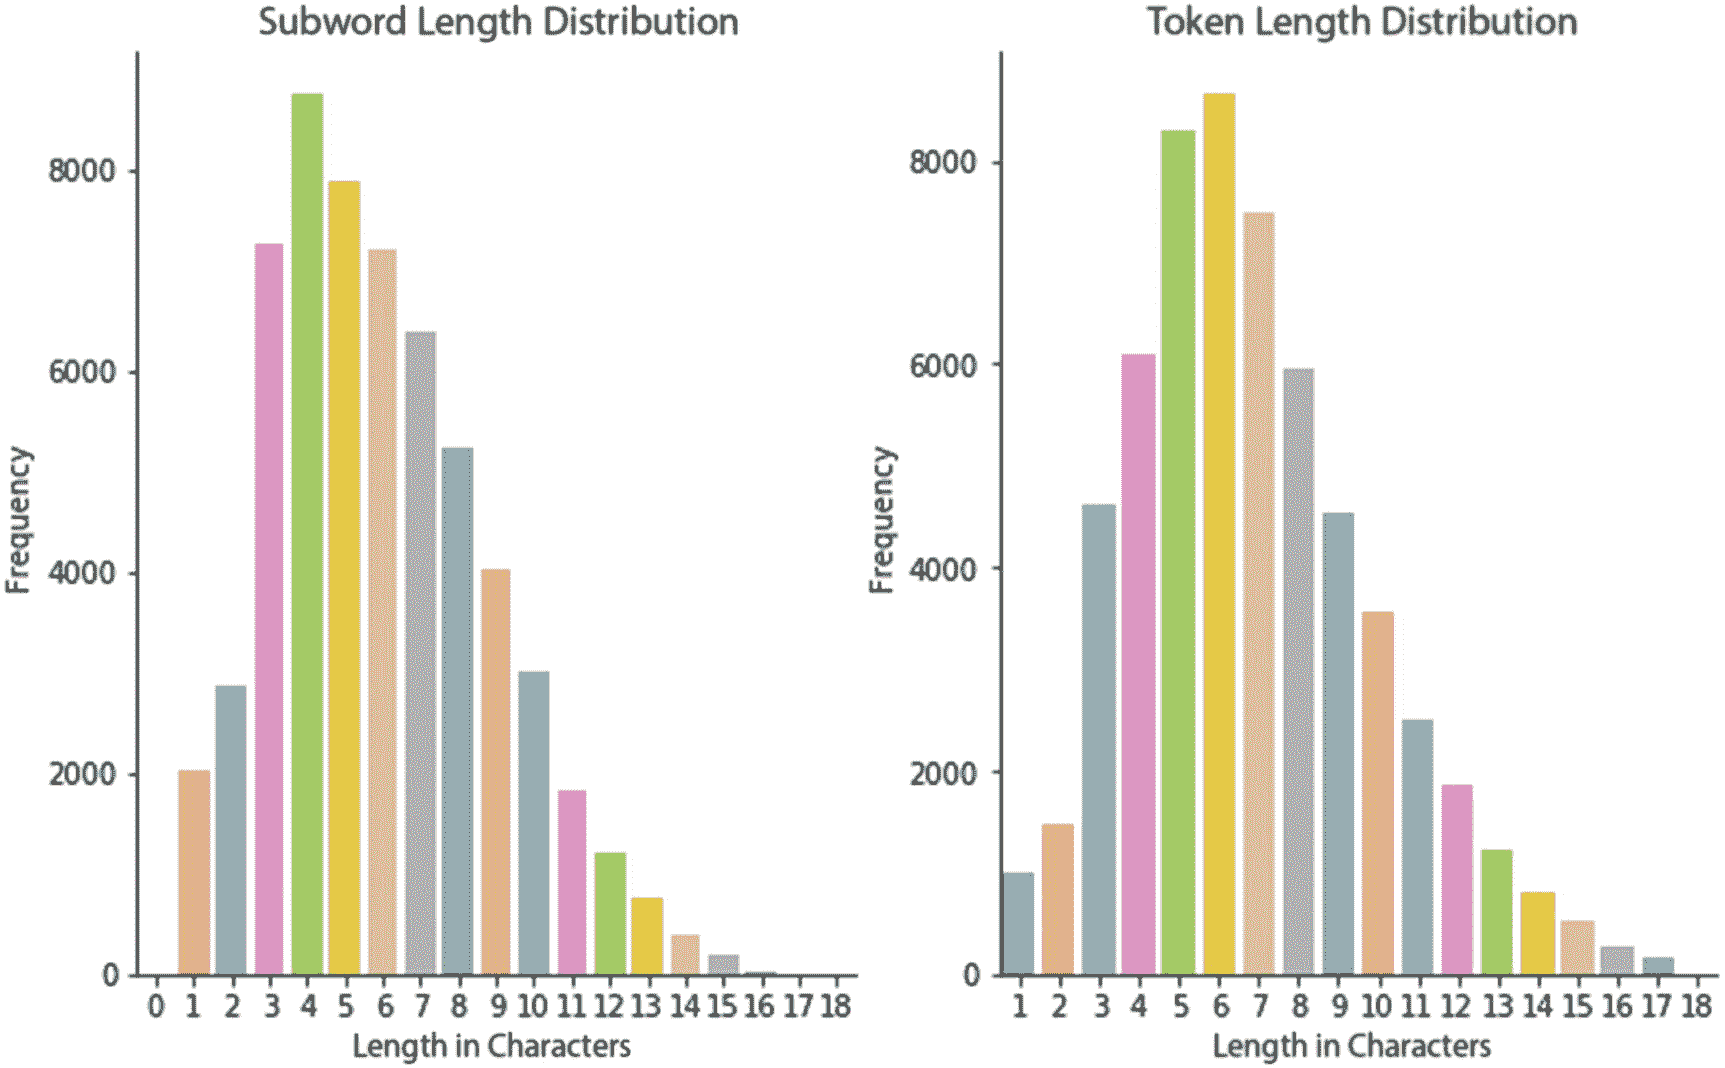 Subword Length Distribution
Frequency
8000
6000
4000
2000
0
0 1 2 3 4 5 6 7 8 9 10 11 12 13 14 15 16 17 18
Length in Characters
Token Length Distribution
Frequency
8000
6000
4000
2000
0
1 2 3 4 5 6 7 8 9 10 11 12 13 14 15 16 17 18
Length in Characters